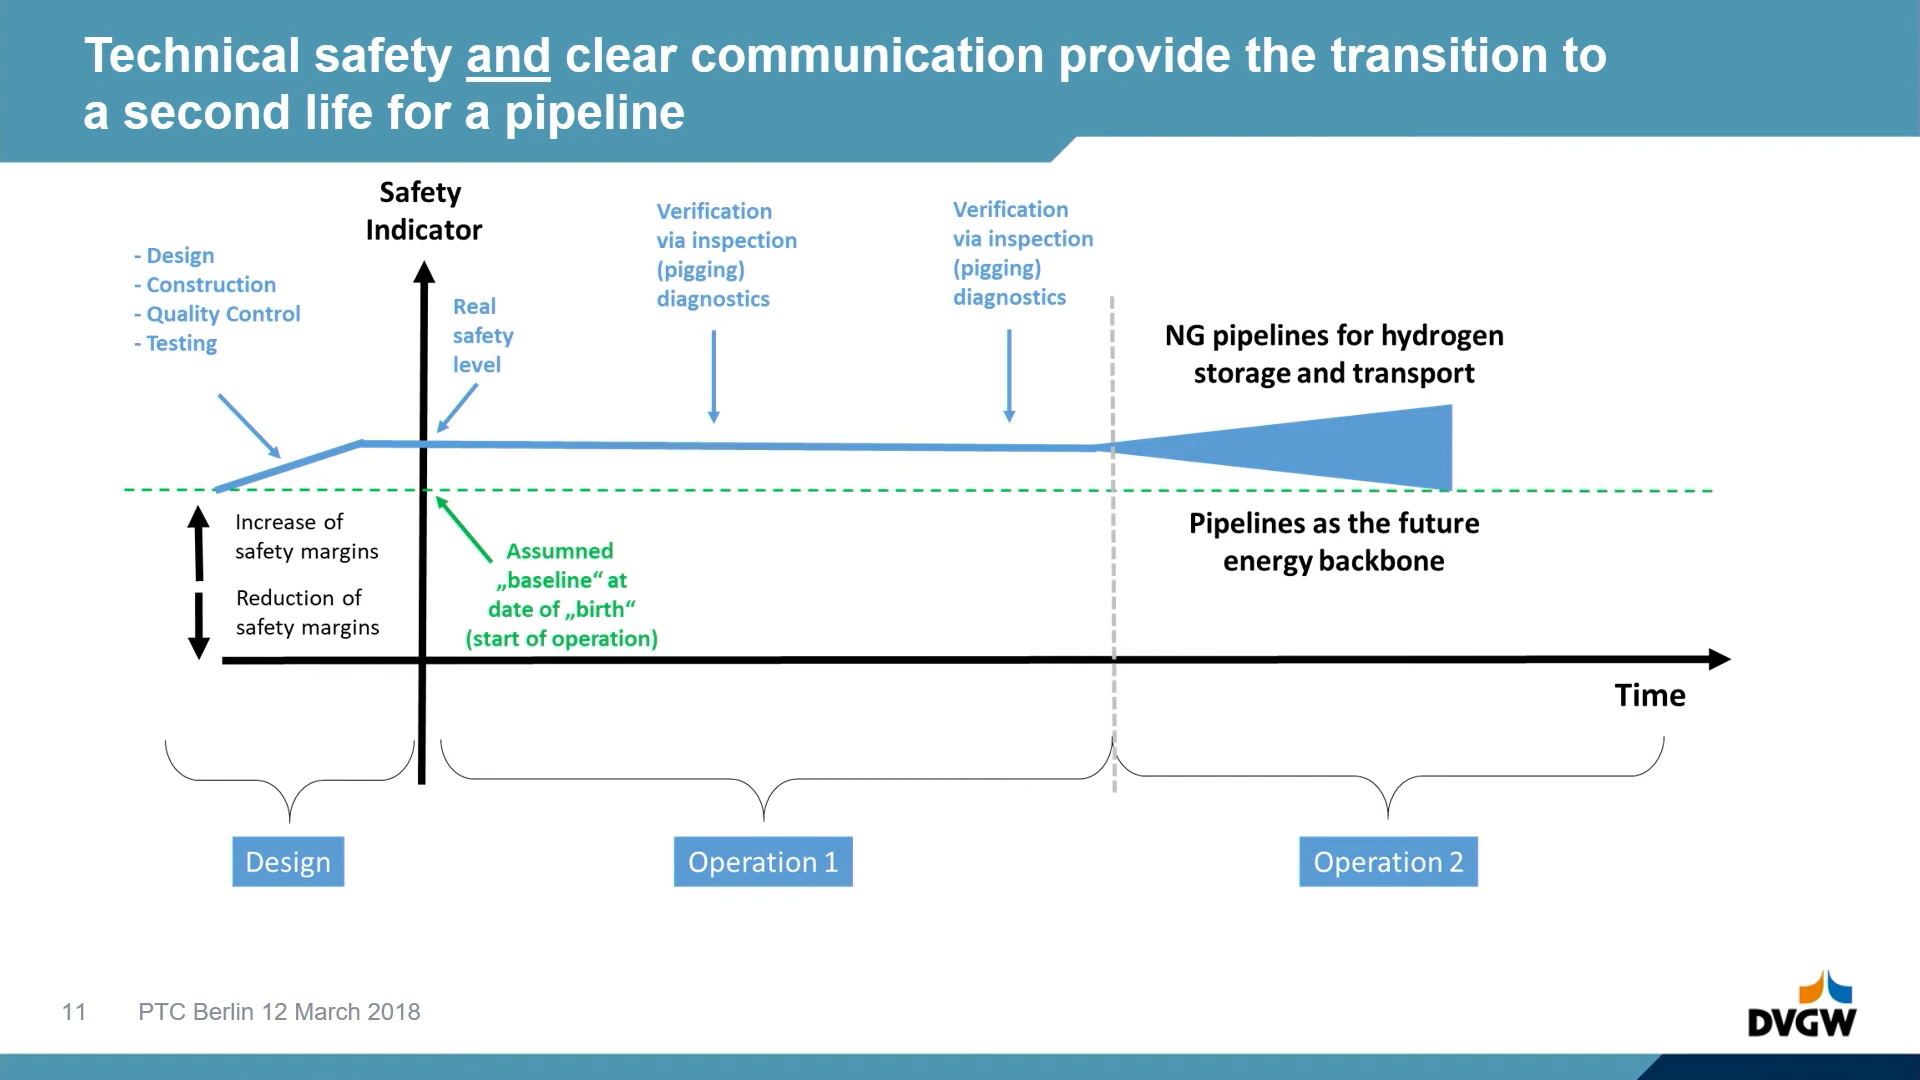 Technical safety and clear communication provide the transition to
a second life for a pipeline
Safety
Indicator
- Design
- Construction
- Quality Control
- Testing
Real
safety
level
Verification
via inspection
(pigging)
diagnostics
Verification
via inspection
(pigging)
diagnostics
NG pipelines for hydrogen
storage and transport
Increase of
safety margins
Reduction of
safety margins
Assumned
„baseline“ at
date of „birth“
(start of operation)
Pipelines as the future
energy backbone
Time
Design
Operation 1
Operation 2
11 PTC Berlin 12 March 2018
DVGW